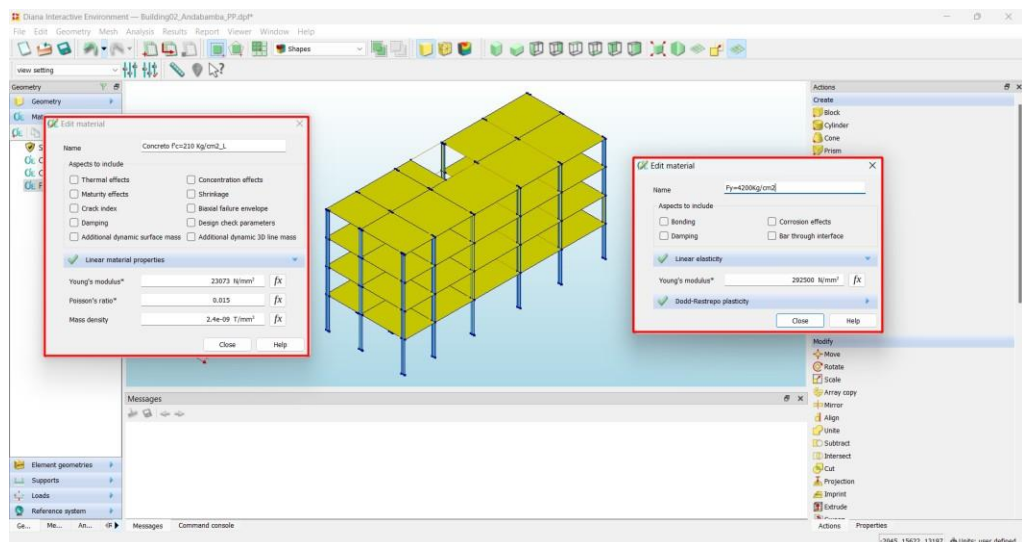 Diana Interactive Environment — Building02_Andabamba_PP.dpf*
File Edit Geometry Mesh Analysis Results Report Viewer Window Help
Shapes
view setting
Geometry
Geometry
Edit material
Name Concreto f'c=210 Kg/cm2_L
Aspects to include
Thermal effects Concentration effects
Maturity effects Shrinkage
Crack index Biaxial failure envelope
Damping Design check parameters
Additional dynamic surface mass Additional dynamic 3D line mass
Linear material properties
Young's modulus* 23073 N/mm² fx
Poisson's ratio* 0.015 fx
Mass density 2.4e-09 T/mm³ fx
Close Help
Edit material
Name Fy=4200Kg/cm2
Aspects to include
Bonding Corrosion effects
Damping Bar through interface
Linear elasticity
Young's modulus* 202500 N/mm² fx
Dodd-Restrepo plasticity
Close Help
Actions
Create
Block
Cylinder
Cone
Prism
Modify
Move
Rotate
Scale
Array copy
Mirror
Align
Unite
Subtract
Intersect
Cut
Projection
Imprint
Extrude
Messages
Element geometries
Supports
Loads
Reference system
Ge... Me... An...
Messages Command console
Actions Properties
Units: user defined